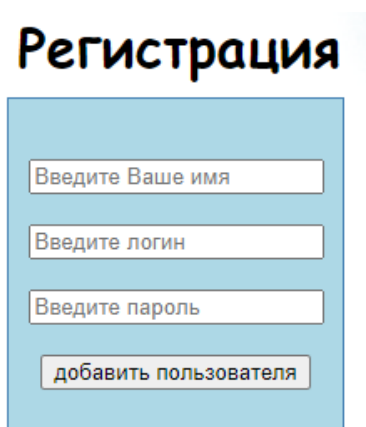 Регистрация
Введите Ваше имя
Введите логин
Введите пароль
добавить пользователя